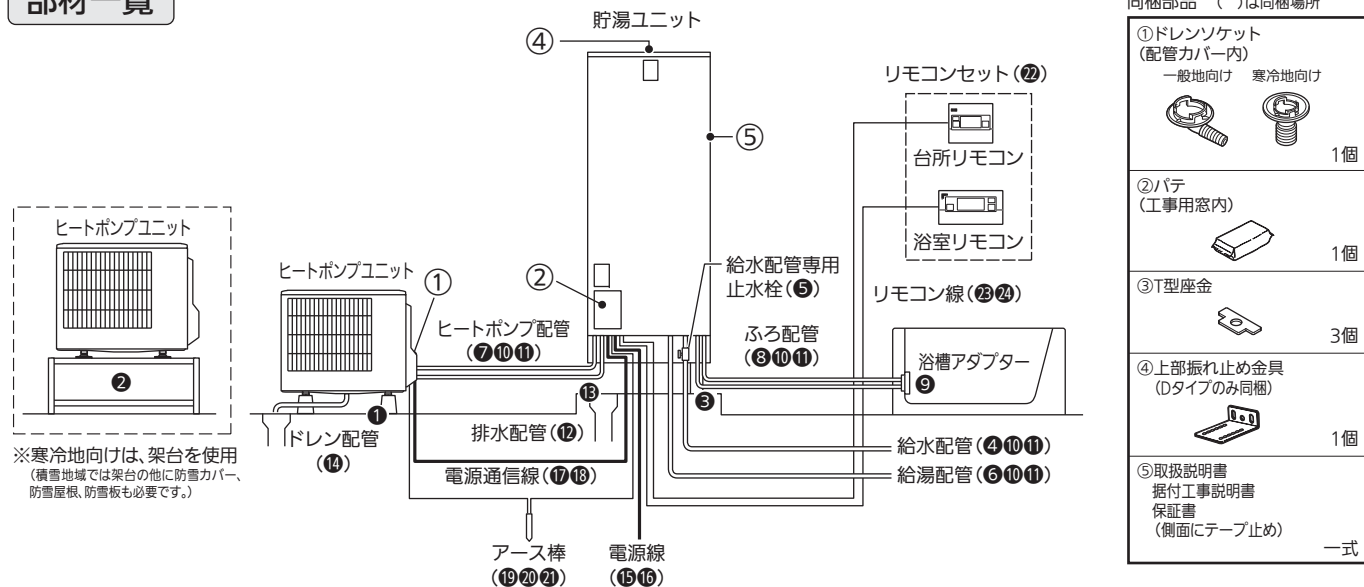 部材一覧
貯湯ユニット
④
⑤
②
リモコンセット(㉒)
台所リモコン
浴室リモコン
ヒートポンプユニット
❷
※寒冷地向けは、架台を使用
(積雪地域では架台の他に防雪カバー、
防雪屋根、防雪板も必要です。)
ヒートポンプユニット
①
ヒートポンプ配管
(❼❿⓫)
給水配管専用
止水栓(❺)
リモコン線(㉓㉔)
ふろ配管
(❽❿⓫)
浴槽アダプター
❾
❶
⓭
❸
ドレン配管
(⓮)
排水配管(⓬)
電源通信線(⓱⓲)
給水配管(❹❿⓫)
給湯配管(❻❿⓫)
アース棒
(⓳⓴㉑)
電源線
(⓯⓰)
同梱部品 ( )は同梱場所
①ドレンソケット
(配管カバー内)
一般地向け 寒冷地向け
1個
②パテ
(工事用窓内)
1個
③T型座金
3個
④上部振れ止め金具
(Dタイプのみ同梱)
1個
⑤取扱説明書
据付工事説明書
保証書
(側面にテープ止め)
一式